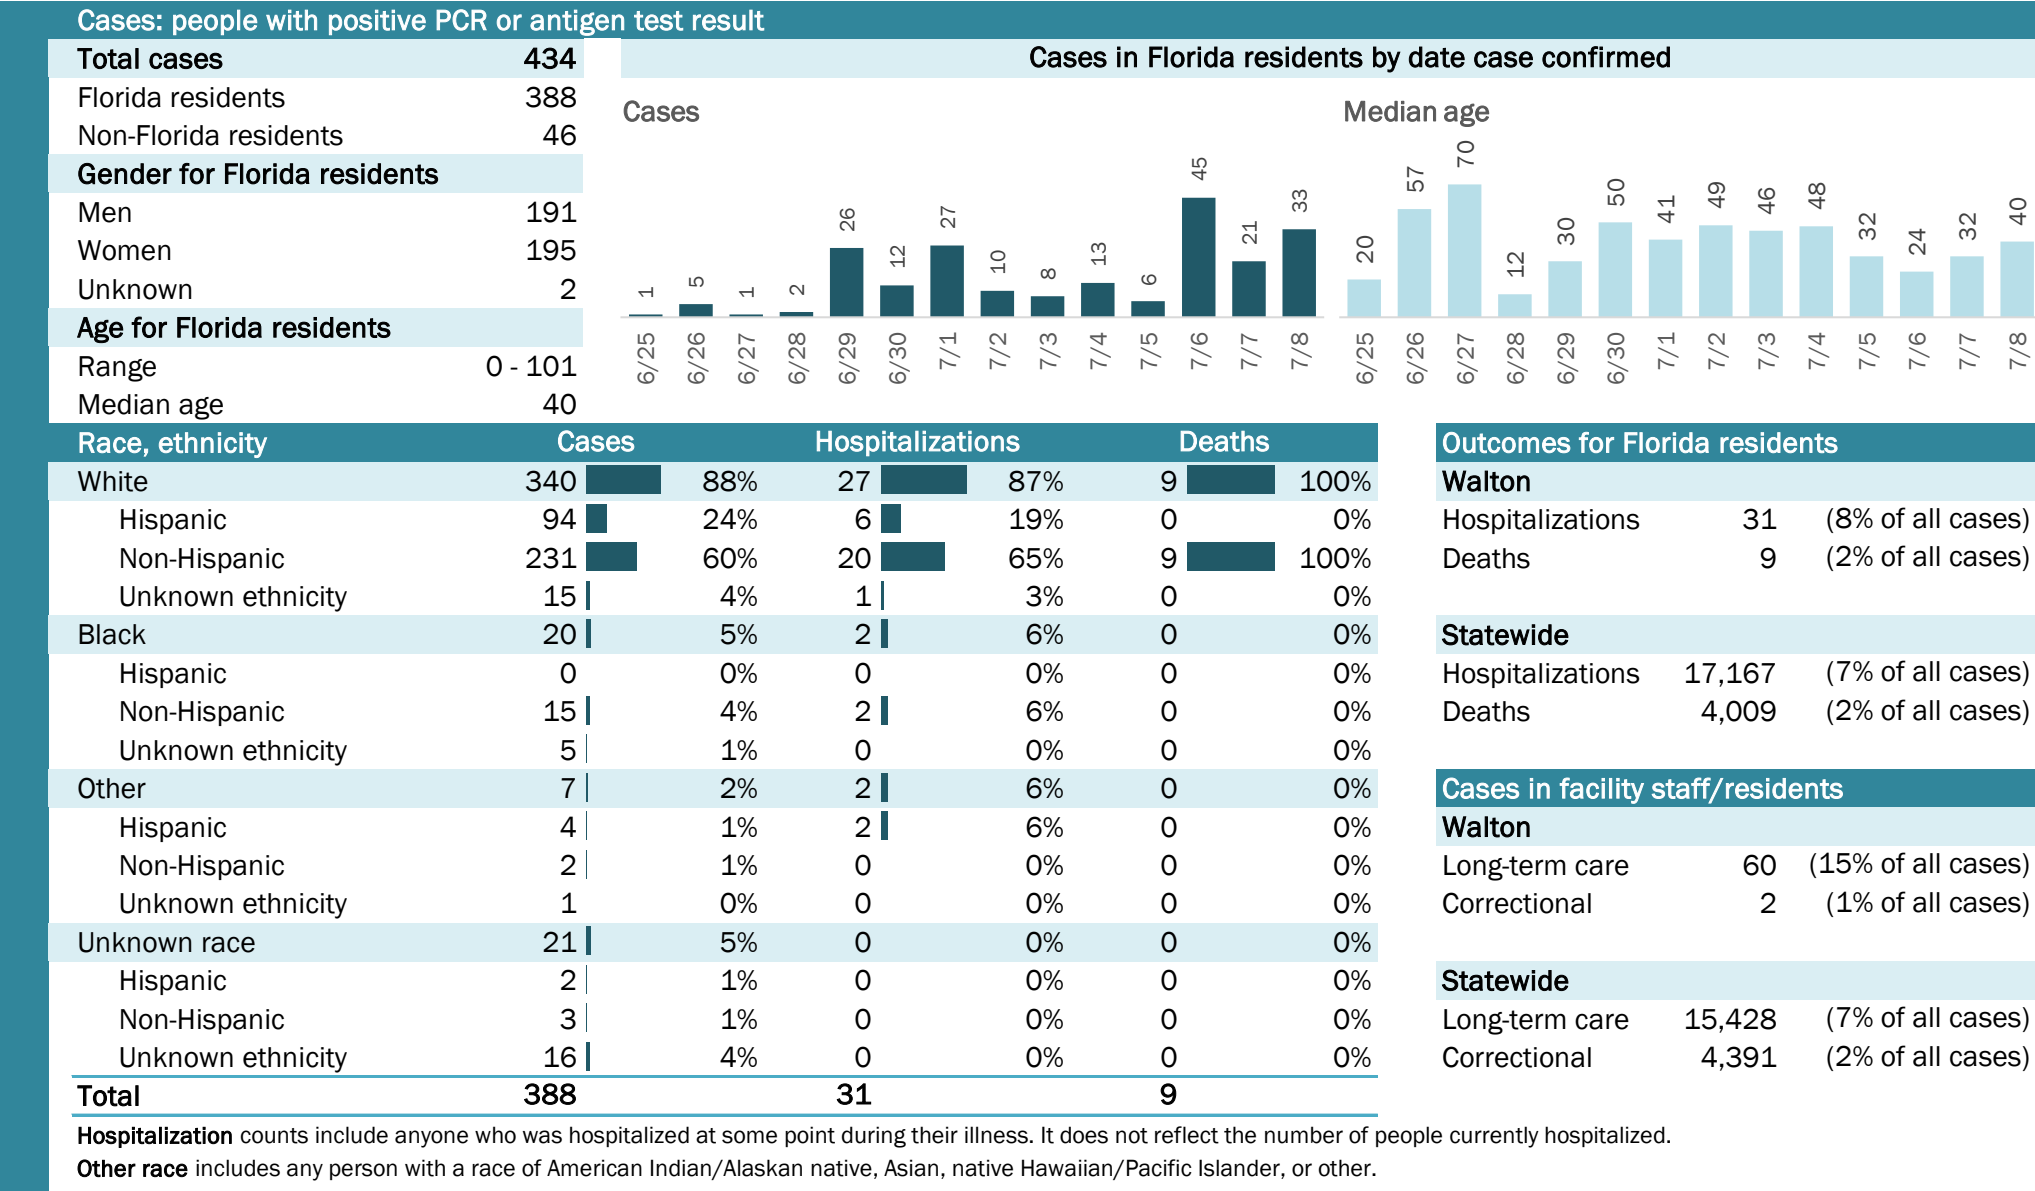 Cases: people with positive PCR or antigen test result
Total cases 434
Florida residents 388
Non-Florida residents 46
Gender for Florida residents
Men 191
Women 195
Unknown 2
Age for Florida residents
Range 0 - 101
Median age 40
Cases in Florida residents by date case confirmed
Cases
1 5 1 2 26 12 27 10 8 13 6 45 21 33
6/25 6/26 6/27 6/28 6/29 6/30 7/1 7/2 7/3 7/4 7/5 7/6 7/7 7/8
Median age
20 57 70 12 30 50 41 49 46 48 32 24 32 40
6/25 6/26 6/27 6/28 6/29 6/30 7/1 7/2 7/3 7/4 7/5 7/6 7/7 7/8
Race, ethnicity Cases Hospitalizations Deaths
White 340 88% 27 87% 9 100%
Hispanic 94 24% 6 19% 0 0%
Non-Hispanic 231 60% 20 65% 9 100%
Unknown ethnicity 15 4% 1 3% 0 0%
Black 20 5% 2 6% 0 0%
Hispanic 0 0% 0 0% 0 0%
Non-Hispanic 15 4% 2 6% 0 0%
Unknown ethnicity 5 1% 0 0% 0 0%
Other 7 2% 2 6% 0 0%
Hispanic 4 1% 2 6% 0 0%
Non-Hispanic 2 1% 0 0% 0 0%
Unknown ethnicity 1 0% 0 0% 0 0%
Unknown race 21 5% 0 0% 0 0%
Hispanic 2 1% 0 0% 0 0%
Non-Hispanic 3 1% 0 0% 0 0%
Unknown ethnicity 16 4% 0 0% 0 0%
Total 388 31 9
Outcomes for Florida residents
Walton
Hospitalizations 31 (8% of all cases)
Deaths 9 (2% of all cases)
Statewide
Hospitalizations 17,167 (7% of all cases)
Deaths 4,009 (2% of all cases)
Cases in facility staff/residents
Walton
Long-term care 60 (15% of all cases)
Correctional 2 (1% of all cases)
Statewide
Long-term care 15,428 (7% of all cases)
Correctional 4,391 (2% of all cases)
Hospitalization counts include anyone who was hospitalized at some point during their illness. It does not reflect the number of people currently hospitalized.
Other race includes any person with a race of American Indian/Alaskan native, Asian, native Hawaiian/Pacific Islander, or other.